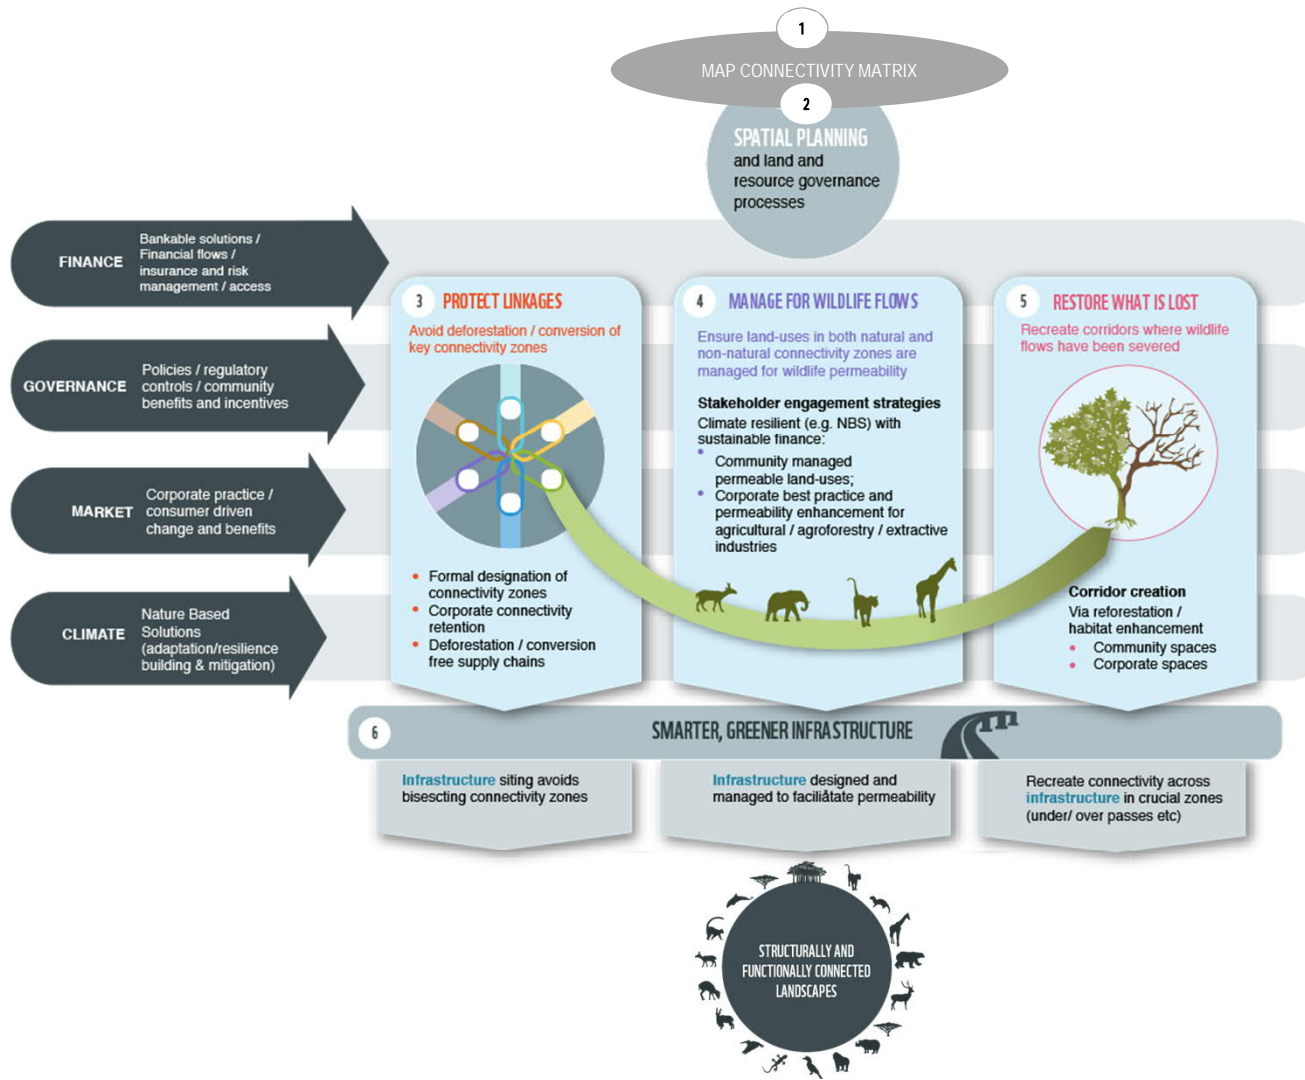 1
MAP CONNECTIVITY MATRIX
2
SPATIAL PLANNING
and land and
resource governance
processes
FINANCE
Bankable solutions /
Financial flows /
insurance and risk
management / access
GOVERNANCE
Policies / regulatory
controls / community
benefits and incentives
MARKET
Corporate practice /
consumer driven
change and benefits
CLIMATE
Nature Based
Solutions
(adaptation/resilience
building & mitigation)
3 PROTECT LINKAGES
Avoid deforestation / conversion of
key connectivity zones
• Formal designation of
connectivity zones
• Corporate connectivity
retention
• Deforestation / conversion
free supply chains
4 MANAGE FOR WILDLIFE FLOWS
Ensure land-uses in both natural and
non-natural connectivity zones are
managed for wildlife permeability
Stakeholder engagement strategies
Climate resilient (e.g. NBS) with
sustainable finance:
• Community managed
permeable land-uses;
• Corporate best practice and
permeability enhancement for
agricultural / agroforestry / extractive
industries
5 RESTORE WHAT IS LOST
Recreate corridors where wildlife
flows have been severed
Corridor creation
Via reforestation /
habitat enhancement
• Community spaces
• Corporate spaces
6 SMARTER, GREENER INFRASTRUCTURE
Infrastructure siting avoids
bisescting connectivity zones
Infrastructure designed and
managed to faciliåtate permeability
Recreate connectivity across
infrastructure in crucial zones
(under/ over passes etc)
STRUCTURALLY AND
FUNCTIONALLY CONNECTED
LANDSCAPES